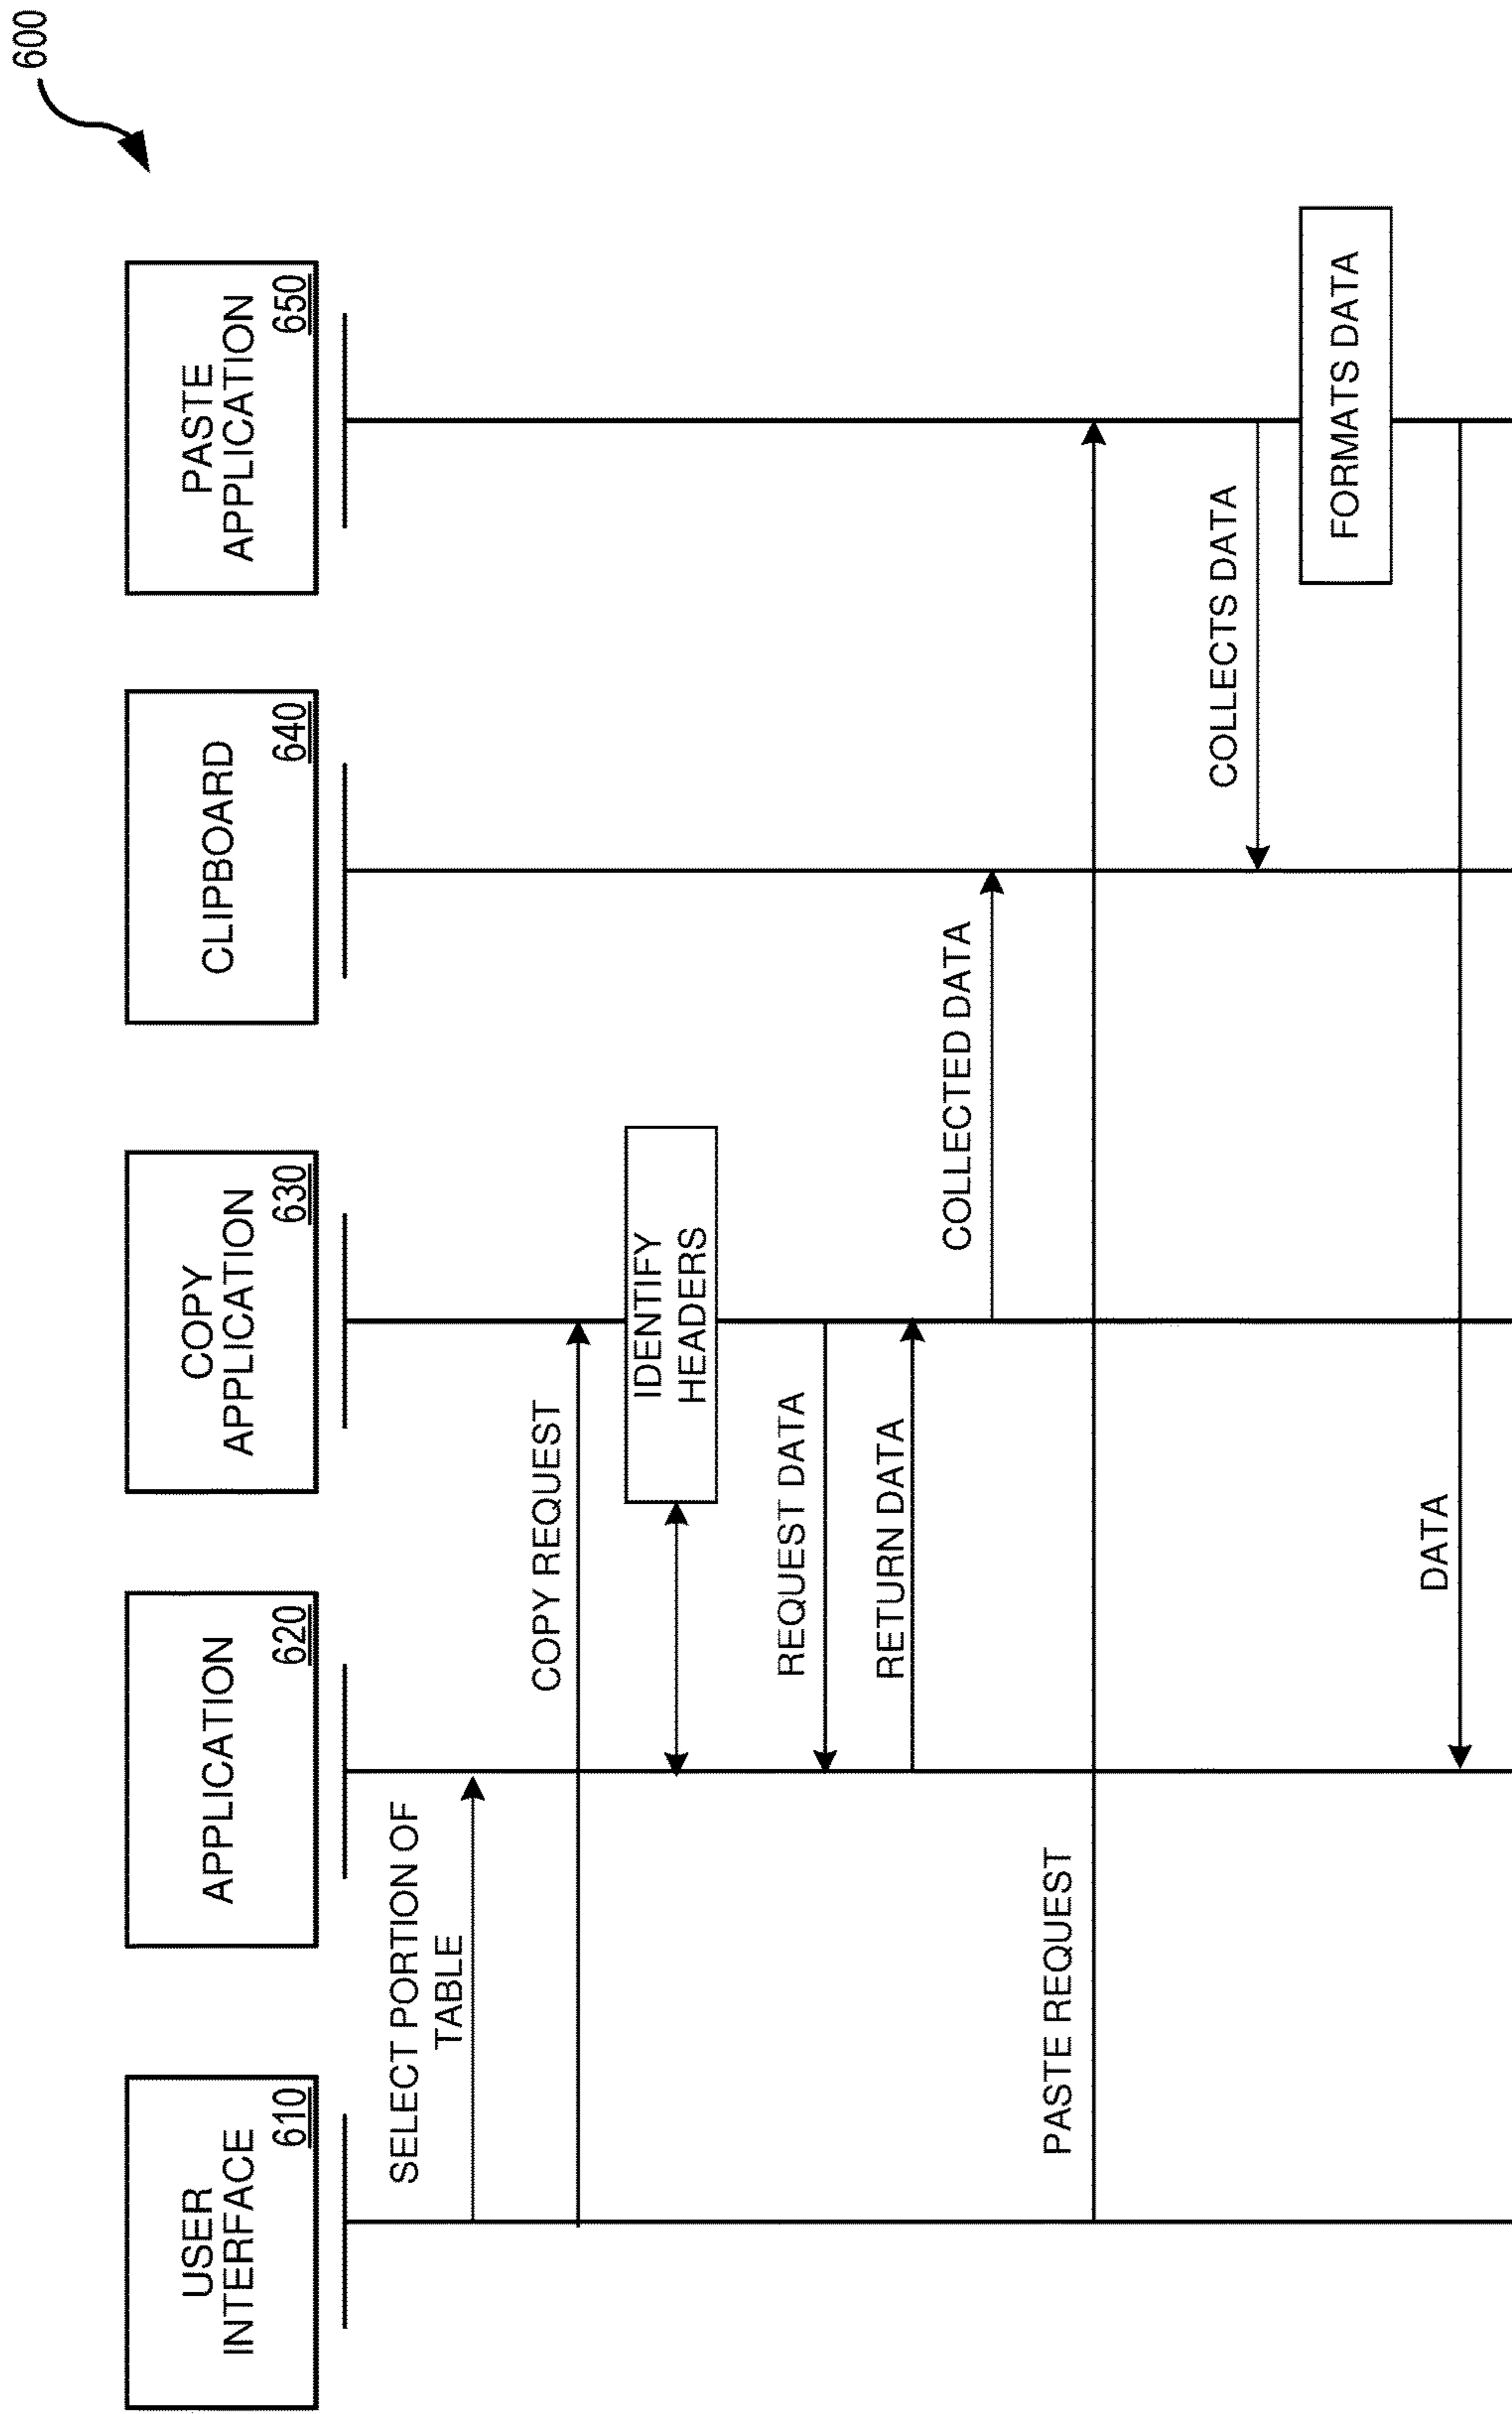 600
USER
INTERFACE
610
APPLICATION
620
COPY
APPLICATION
630
CLIPBOARD
640
PASTE
APPLICATION
650
SELECT PORTION OF
TABLE
COPY REQUEST
IDENTIFY
HEADERS
REQUEST DATA
RETURN DATA
COLLECTED DATA
PASTE REQUEST
COLLECTS DATA
FORMATS DATA
DATA